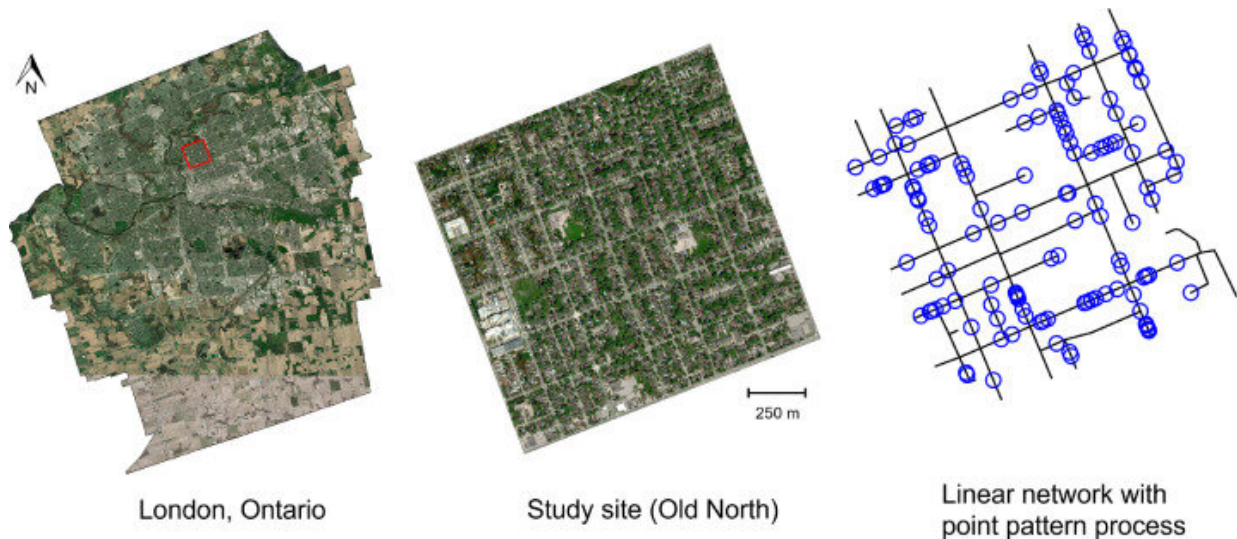 N
250 m
London, Ontario
Study site (Old North)
Linear network with
point pattern process